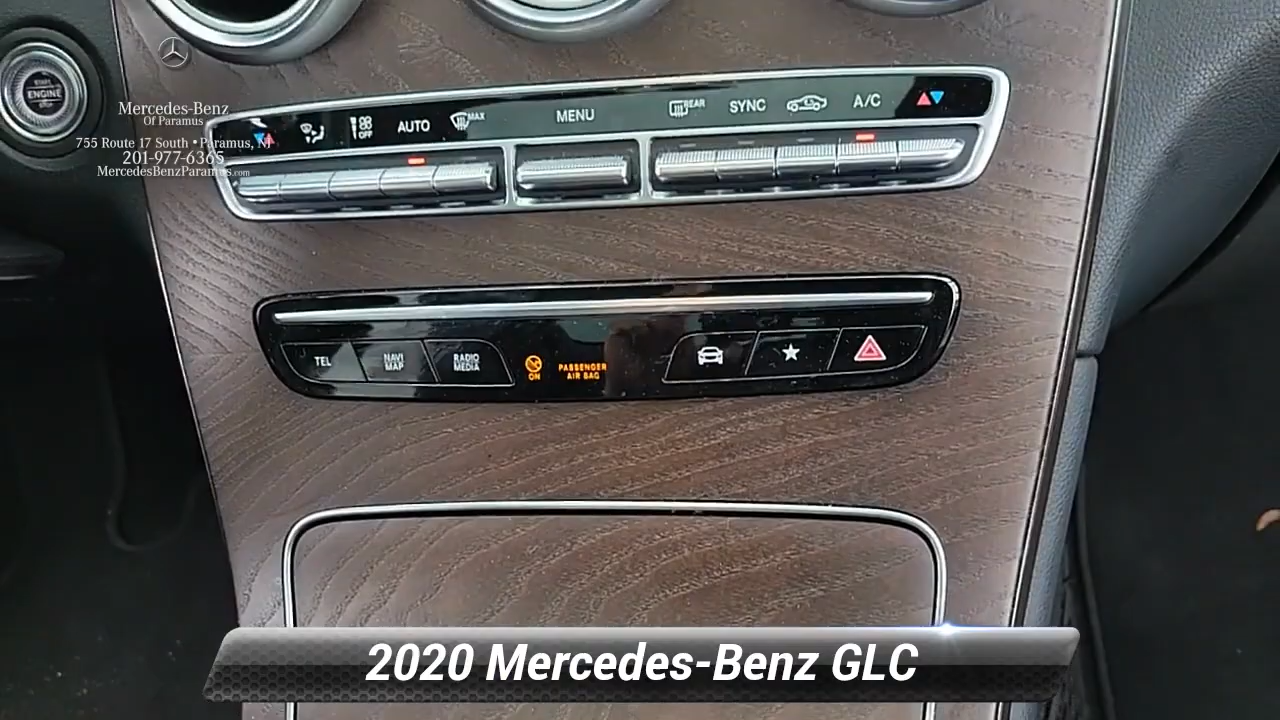 START
ENGINE
STOP
Mercedes-Benz
Of Paramus
755 Route 17 South • Paramus, NJ
201-977-6365
MercedesBenzParamus.com
OFF
AUTO
MAX
MENU
REAR
SYNC
A/C
TEL
NAVI
MAP
RADIO
MEDIA
ON
PASSENGER
AIR BAG
2020 Mercedes-Benz GLC